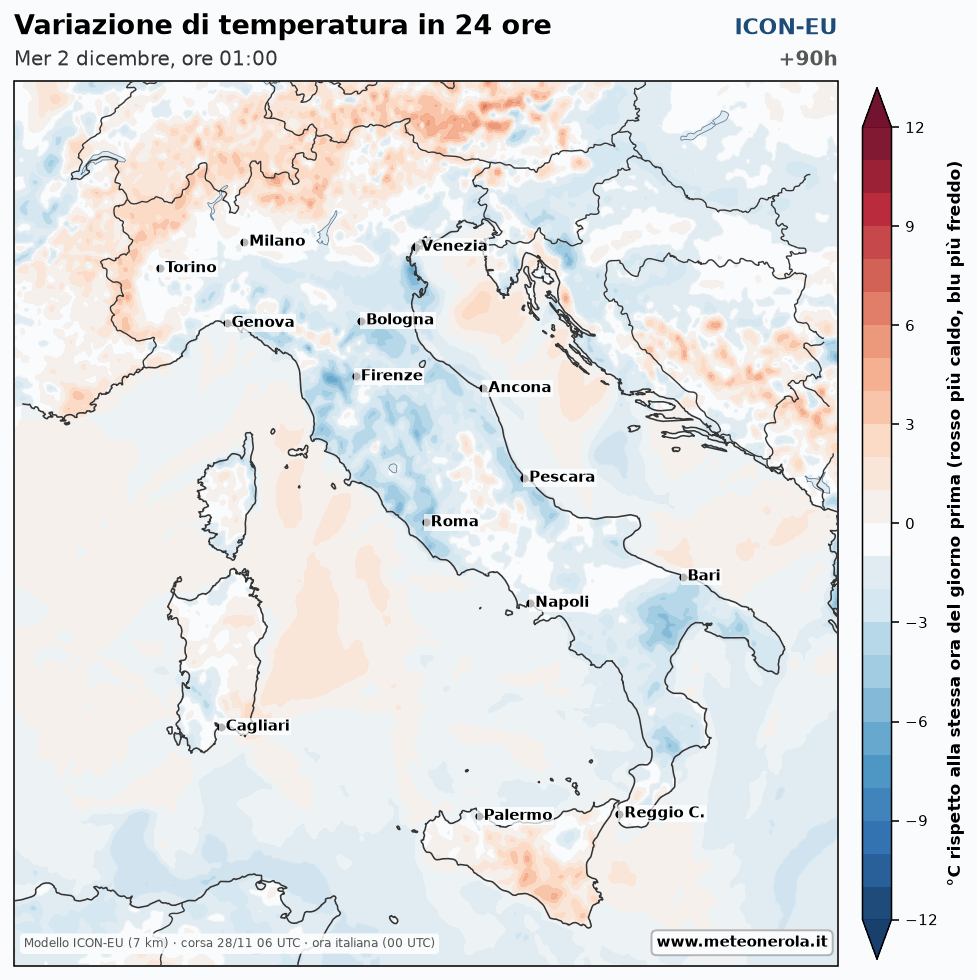 Variazione di temperatura in 24 ore
ICON-EU
Mer 2 dicembre, ore 01:00
+90h
Milano
Venezia
Torino
Genova
Bologna
Firenze
Ancona
Pescara
Roma
Bari
Napoli
Cagliari
Palermo
Reggio C.
12
9
6
3
0
−3
−6
−9
−12
°C rispetto alla stessa ora del giorno prima (rosso più caldo, blu più freddo)
Modello ICON-EU (7 km) · corsa 28/11 06 UTC · ora italiana (00 UTC)
www.meteonerola.it